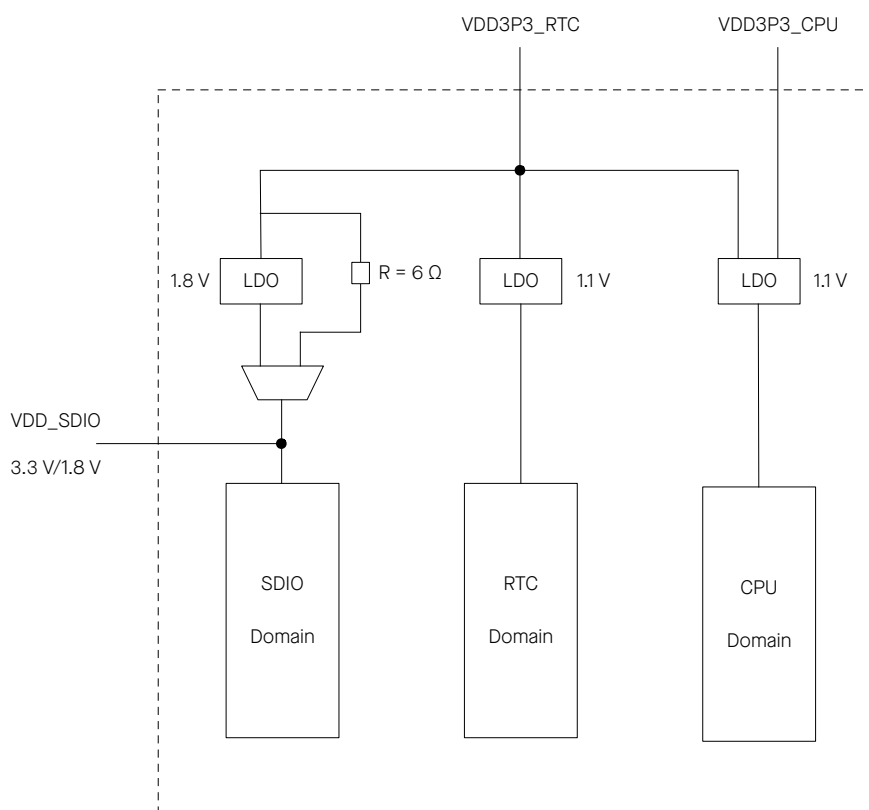 VDD3P3_RTC
VDD3P3_CPU
1.8 V
LDO
R = 6 Ω
LDO
1.1 V
LDO
1.1 V
VDD_SDIO
3.3 V/1.8 V
SDIO
Domain
RTC
Domain
CPU
Domain